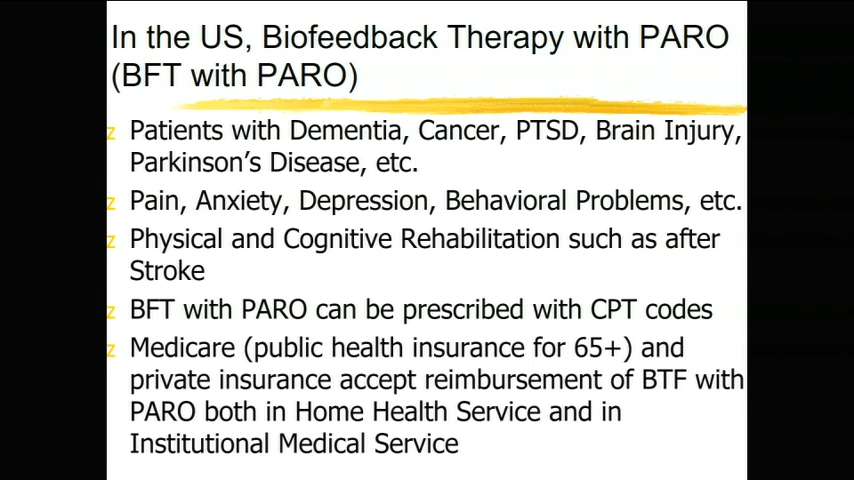 In the US, Biofeedback Therapy with PARO
(BFT with PARO)
Patients with Dementia, Cancer, PTSD, Brain Injury,
Parkinson's Disease, etc.
Pain, Anxiety, Depression, Behavioral Problems, etc.
Physical and Cognitive Rehabilitation such as after
Stroke
BFT with PARO can be prescribed with CPT codes
Medicare (public health insurance for 65+) and
private insurance accept reimbursement of BTF with
PARO both in Home Health Service and in
Institutional Medical Service